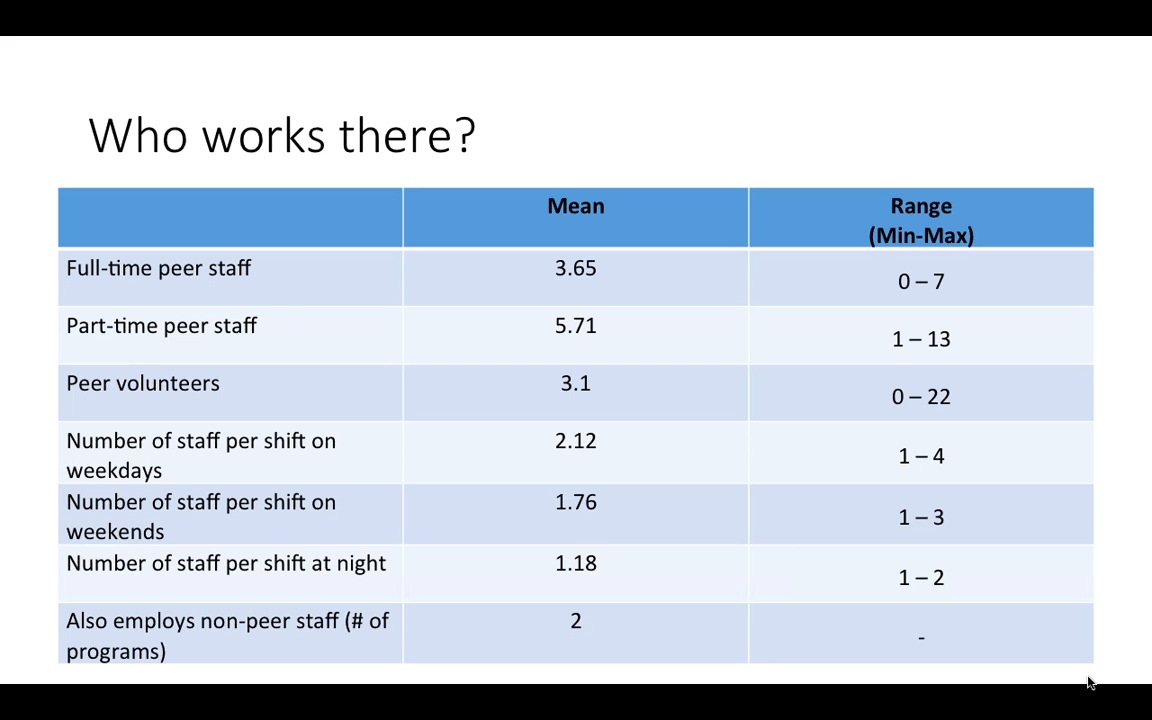 Who works there?
Mean
Range
(Min-Max)
Full-time peer staff
3.65
0 – 7
Part-time peer staff
5.71
1 – 13
Peer volunteers
3.1
0 – 22
Number of staff per shift on
weekdays
2.12
1 – 4
Number of staff per shift on
weekends
1.76
1 – 3
Number of staff per shift at night
1.18
1 – 2
Also employs non-peer staff (# of
programs)
2
-